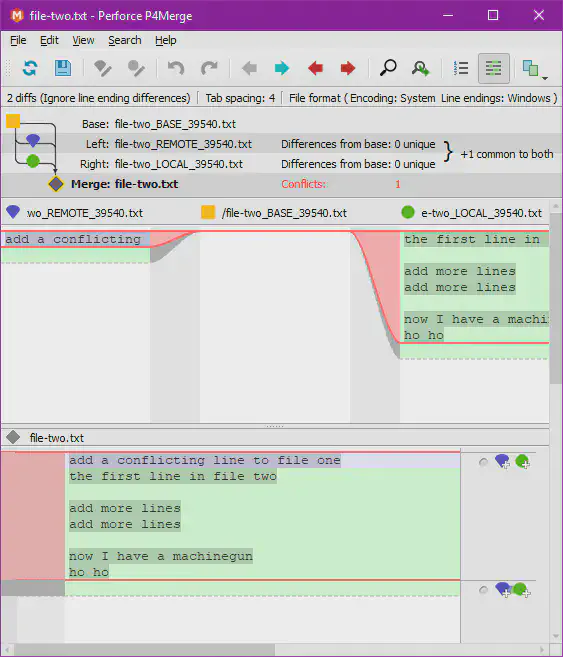 file-two.txt - Perforce P4Merge
File Edit View Search Help
2 diffs (Ignore line ending differences) Tab spacing: 4 File format ( Encoding: System Line endings: Windows )
Base: file-two_BASE_39540.txt
Left: file-two_REMOTE_39540.txt Differences from base: 0 unique
Right: file-two_LOCAL_39540.txt Differences from base: 0 unique
} +1 common to both
Merge: file-two.txt Conflicts: 1
wo_REMOTE_39540.txt /file-two_BASE_39540.txt e-two_LOCAL_39540.txt
add a conflicting the first line in
add more lines
add more lines
now I have a machin
ho ho
file-two.txt
add a conflicting line to file one
the first line in file two
add more lines
add more lines
now I have a machinegun
ho ho